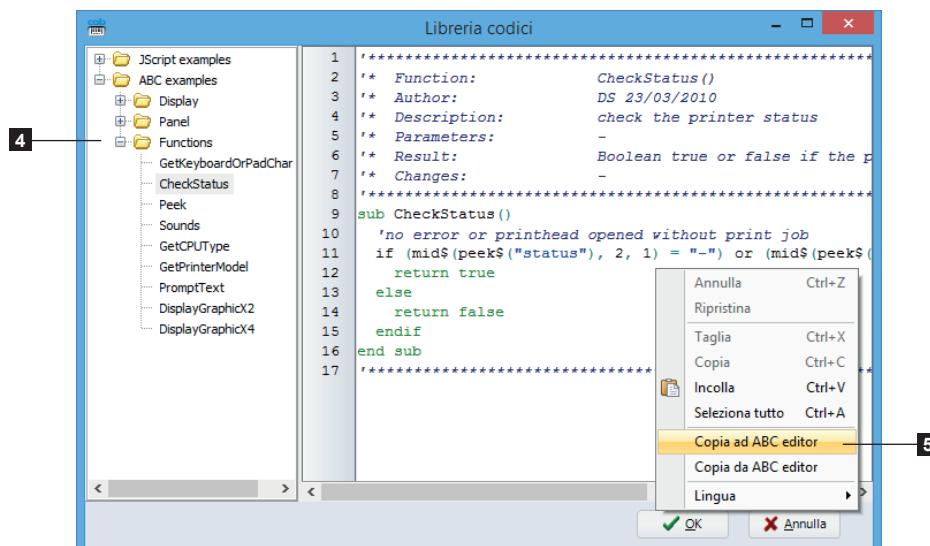 cab
Libreria codici
JScript examples
ABC examples
Display
Panel
4
Functions
GetKeyboardOrPadChar
CheckStatus
Peek
Sounds
GetCPUType
GetPrinterModel
PromptText
DisplayGraphicX2
DisplayGraphicX4
1 '*********************************************************
2 '* Function: CheckStatus()
3 '* Author: DS 23/03/2010
4 '* Description: check the printer status
5 '* Parameters: -
6 '* Result: Boolean true or false if the p
7 '* Changes: -
8 '*********************************************************
9 sub CheckStatus()
10 'no error or printhead opened without print job
11 if (mid$(peek$("status"), 2, 1) = "-") or (mid$(peek$(
12 return true
13 else
14 return false
15 endif
16 end sub
17 '*********************************************************
Annulla Ctrl+Z
Ripristina
Taglia Ctrl+X
Copia Ctrl+C
Incolla Ctrl+V
Seleziona tutto Ctrl+A
Copia ad ABC editor
5
Copia da ABC editor
Lingua
OK
Annulla